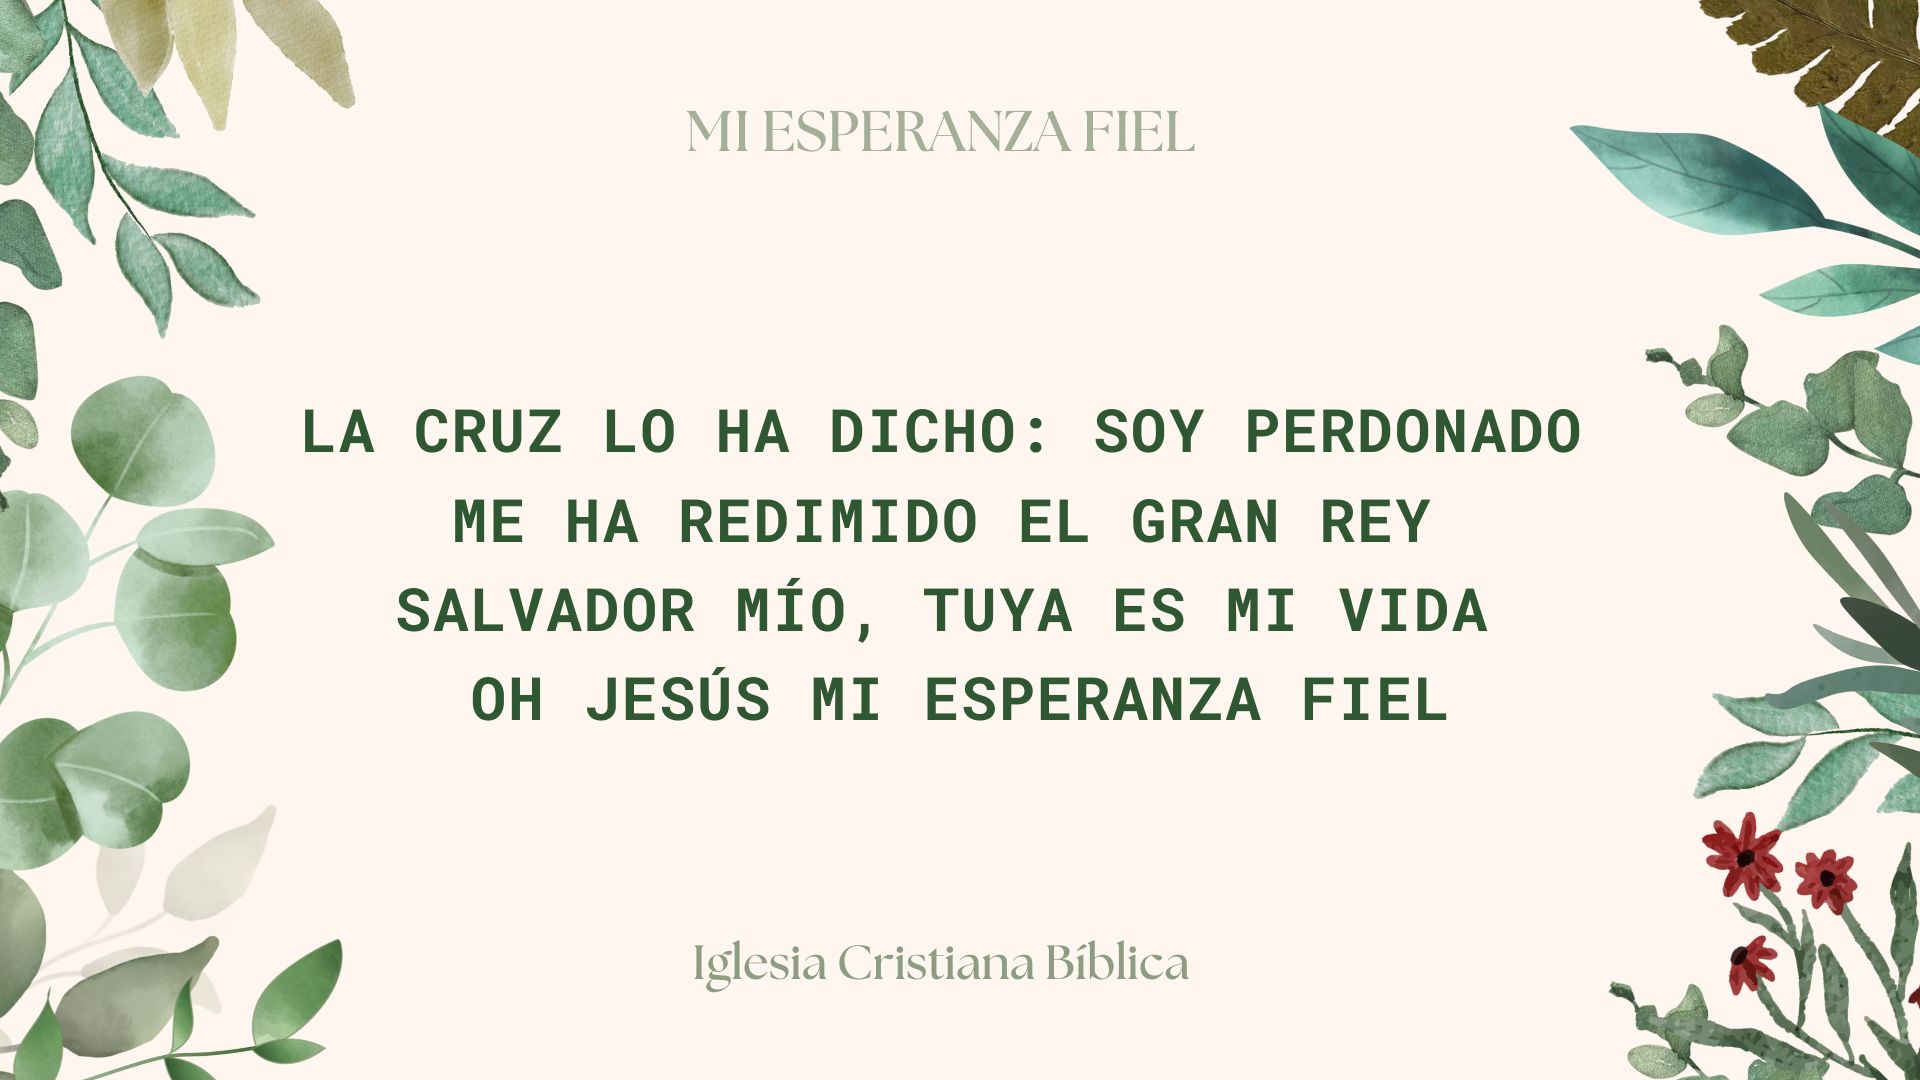 MI ESPERANZA FIEL
LA CRUZ LO HA DICHO: SOY PERDONADO
ME HA REDIMIDO EL GRAN REY
SALVADOR MÍO, TUYA ES MI VIDA
OH JESÚS MI ESPERANZA FIEL
Iglesia Cristiana Bíblica